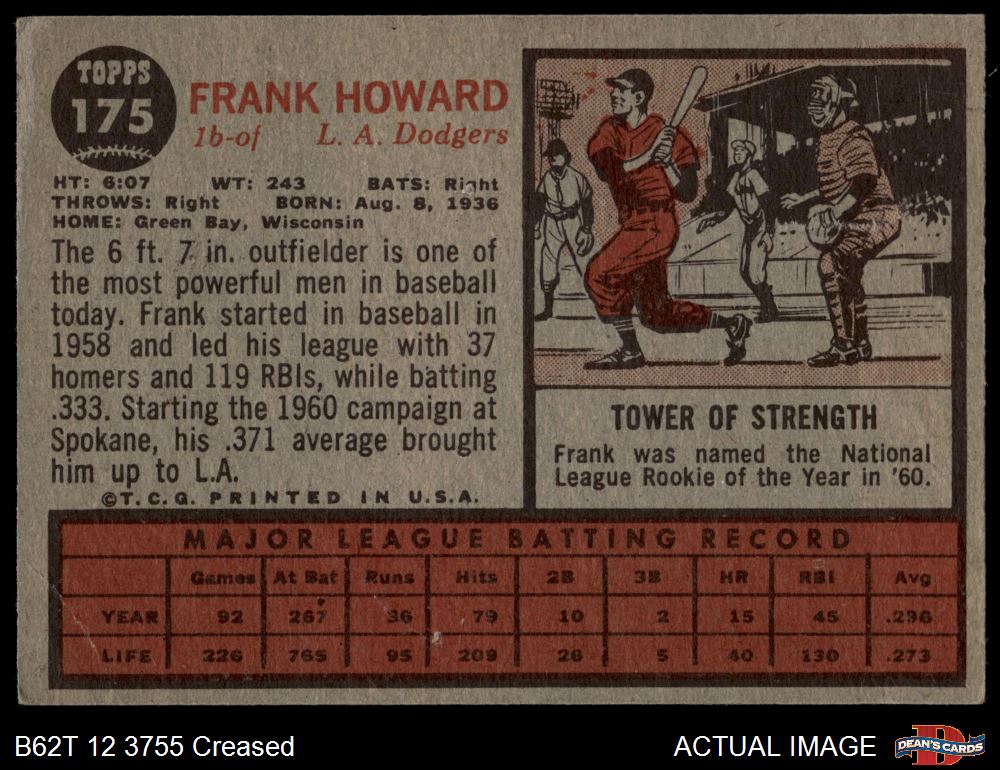 TOPPS
175
FRANK HOWARD
1b-of L. A. Dodgers
HT: 6:07 WT: 243 BATS: Right
THROWS: Right BORN: Aug. 8, 1936
HOME: Green Bay, Wisconsin
The 6 ft. 7 in. outfielder is one of
the most powerful men in baseball
today. Frank started in baseball in
1958 and led his league with 37
homers and 119 RBIs, while batting
.333. Starting the 1960 campaign at
Spokane, his .371 average brought
him up to L.A.
©T.C.G. PRINTED IN U.S.A.
TOWER OF STRENGTH
Frank was named the National
League Rookie of the Year in '60.
MAJOR LEAGUE BATTING RECORD
Games At Bat Runs Hits 2B 3B HR RBI Avg
YEAR 92 267 36 79 10 2 15 45 .296
LIFE 226 765 95 209 26 5 40 130 .273
B62T 12 3755 Creased
ACTUAL IMAGE
DEAN'S CARDS